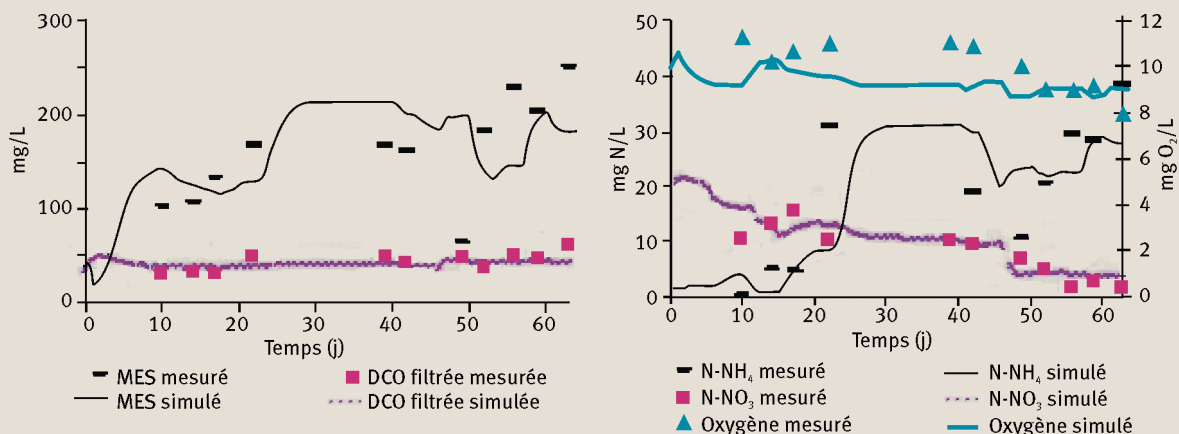 300
200
100
50
0
mg/L
0 10 20 30 40 50 60
Temps (j)
MES mesuré
DCO filtrée mesurée
MES simulé
DCO filtrée simulée
50
40
30
20
10
0
mg N/L
12
10
8
6
4
2
0
mg O₂/L
0 10 20 30 40 50 60
Temps (j)
N-NH₄ mesuré
N-NH₄ simulé
N-NO₃ mesuré
N-NO₃ simulé
Oxygène mesuré
Oxygène simulé